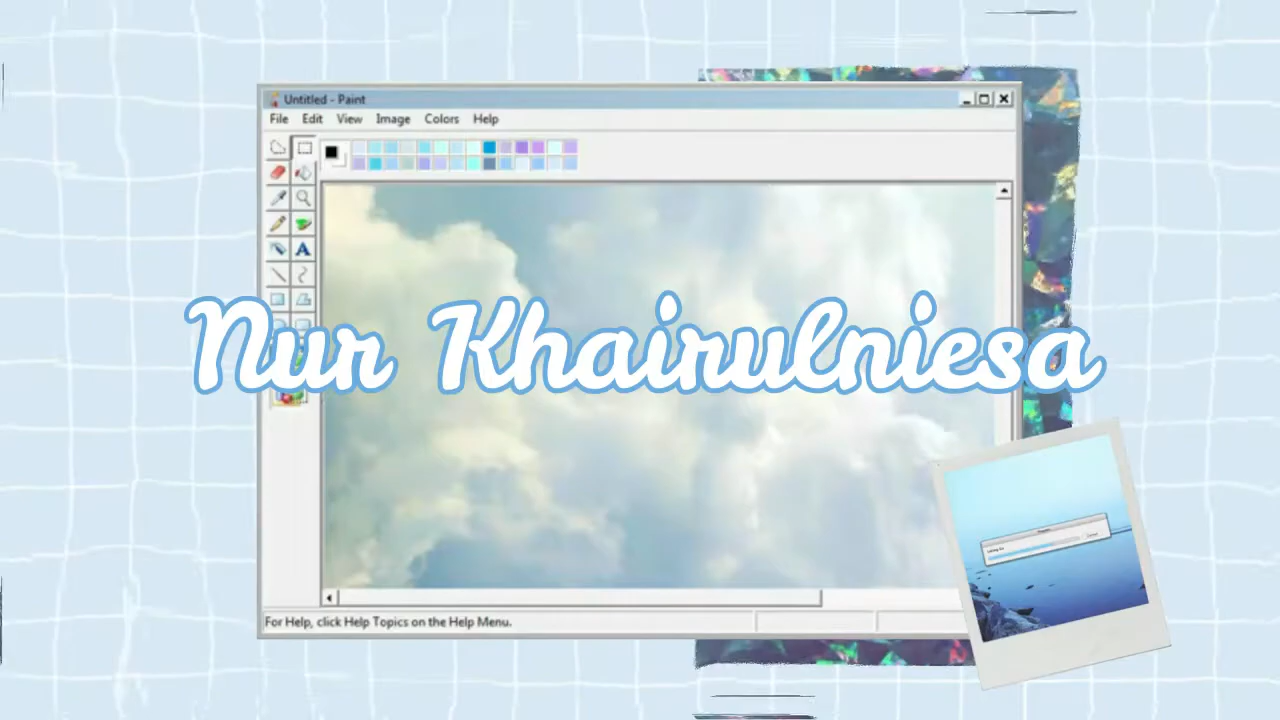 Untitled - Paint
File Edit View Image Colors Help
Nur Khairulniesa
For Help, click Help Topics on the Help Menu.